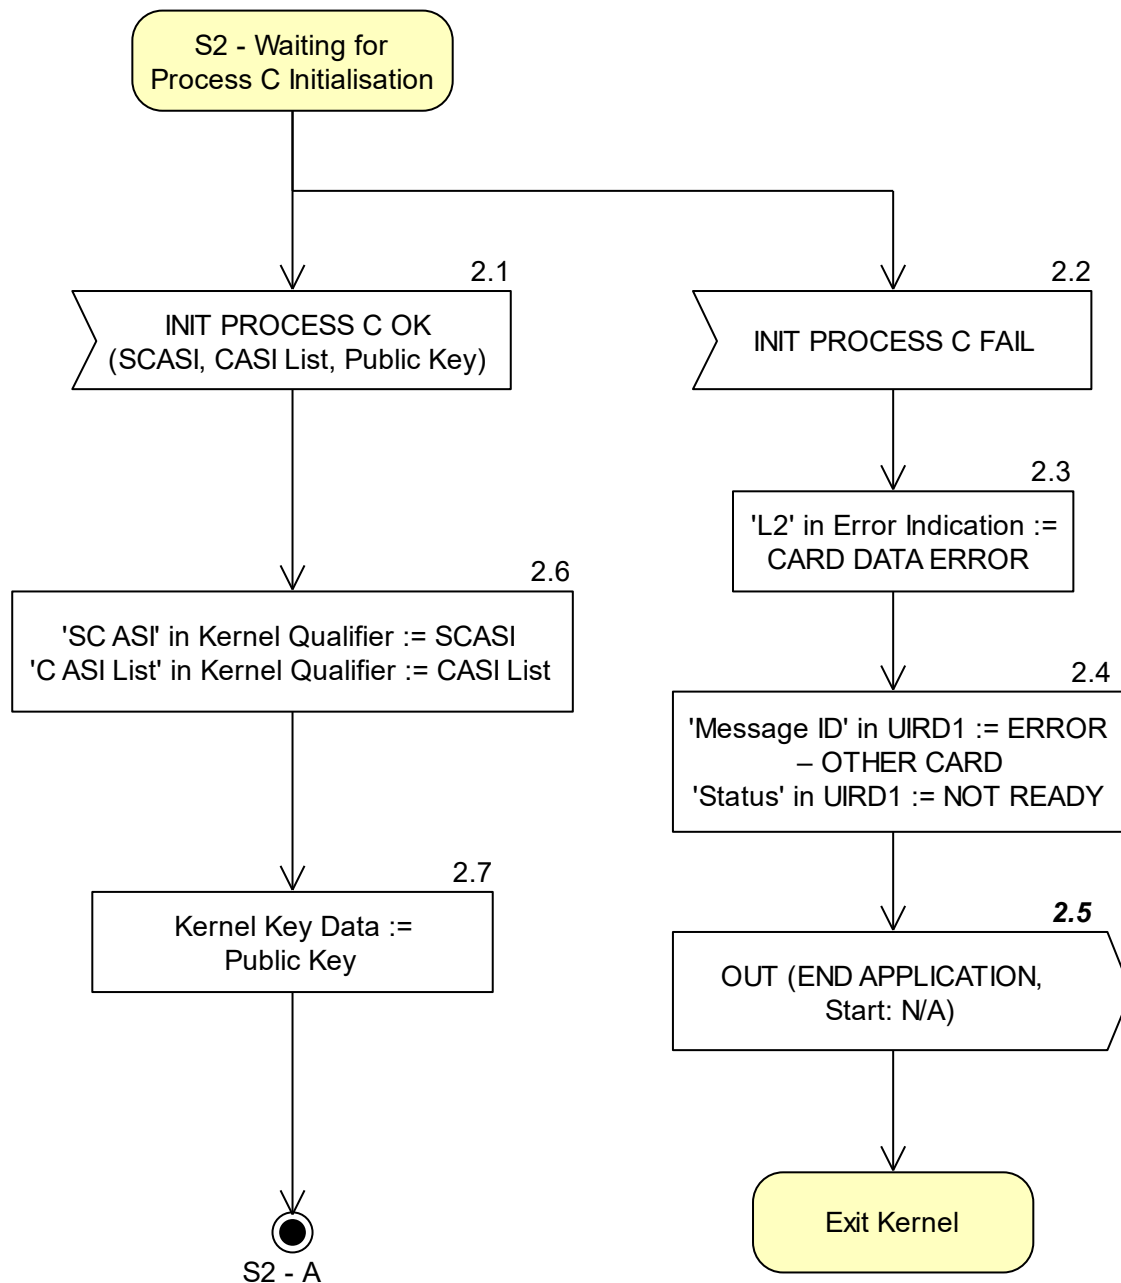 S2 - Waiting for
Process C Initialisation
2.1
INIT PROCESS C OK
(SCASI, CASI List, Public Key)
2.2
INIT PROCESS C FAIL
2.3
'L2' in Error Indication :=
CARD DATA ERROR
2.6
'SC ASI' in Kernel Qualifier := SCASI
'C ASI List' in Kernel Qualifier := CASI List
2.4
'Message ID' in UIRD1 := ERROR
– OTHER CARD
'Status' in UIRD1 := NOT READY
2.7
Kernel Key Data :=
Public Key
2.5
OUT (END APPLICATION,
Start: N/A)
Exit Kernel
S2 - A